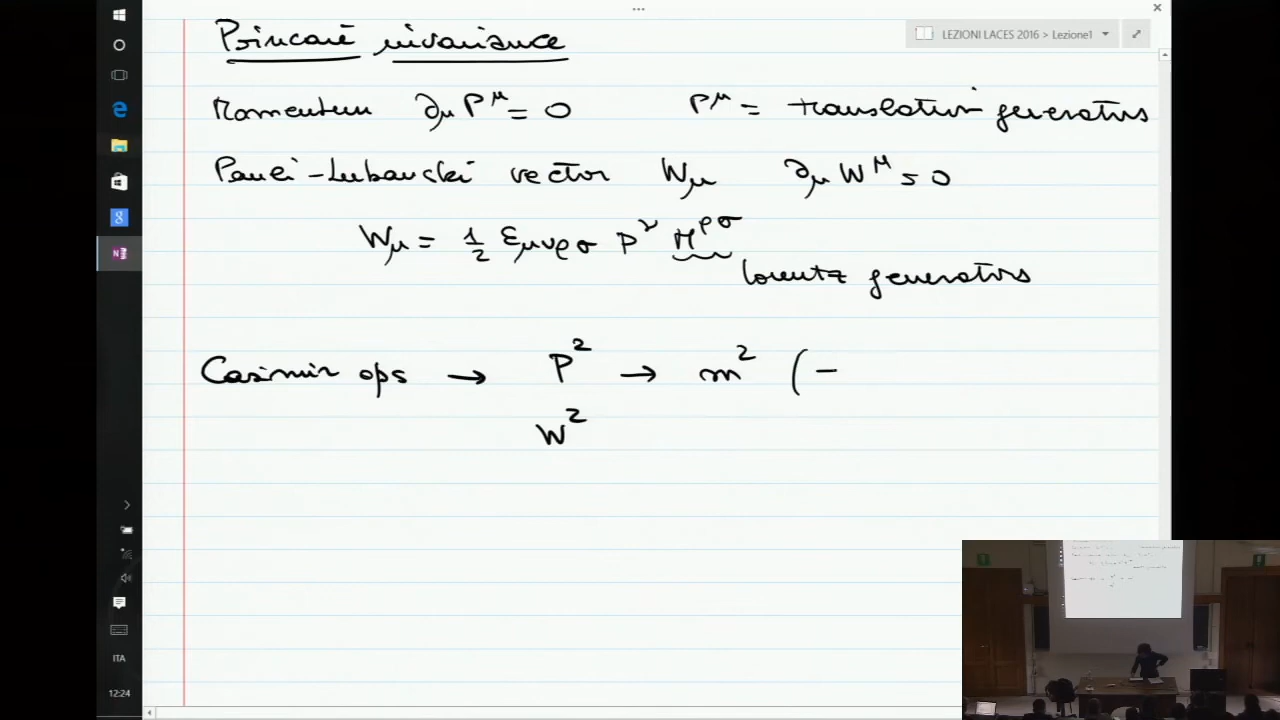 LEZIONI LACES 2016 > Lezione1
Poincaré invariance
Momentum ∂μ P^μ = 0 P^μ = translation generators
Pauli-Lubanski vector Wμ ∂μ W^μ = 0
Wμ = 1/2 εμνρσ P^ν M^ρσ
Lorentz generators
Casimir ops → P² → m² (-
W²
ITA
12:24